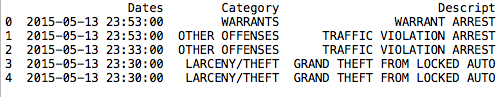 Dates Category Descript
0 2015-05-13 23:53:00 WARRANTS WARRANT ARREST
1 2015-05-13 23:53:00 OTHER OFFENSES TRAFFIC VIOLATION ARREST
2 2015-05-13 23:33:00 OTHER OFFENSES TRAFFIC VIOLATION ARREST
3 2015-05-13 23:30:00 LARCENY/THEFT GRAND THEFT FROM LOCKED AUTO
4 2015-05-13 23:30:00 LARCENY/THEFT GRAND THEFT FROM LOCKED AUTO